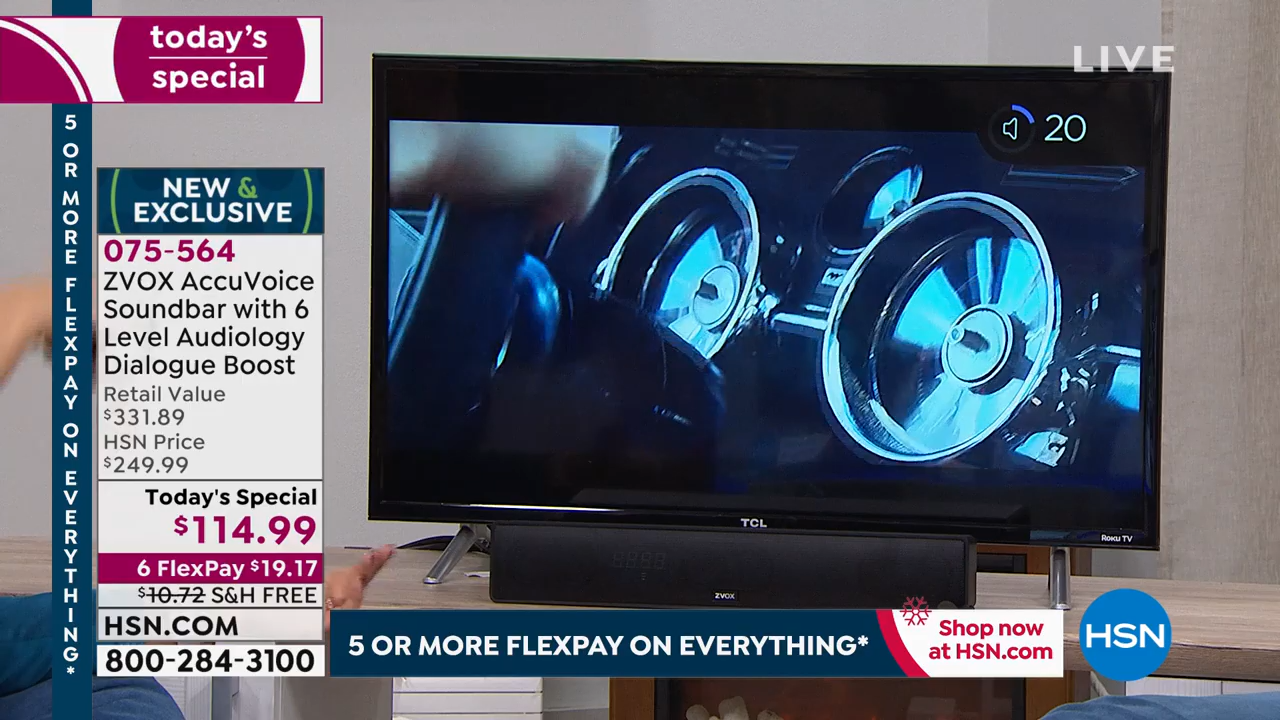 today's
special
LIVE
20
5 OR MORE FLEXPAY ON EVERYTHING*
NEW &
EXCLUSIVE
075-564
ZVOX AccuVoice
Soundbar with 6
Level Audiology
Dialogue Boost
Retail Value
$331.89
HSN Price
$249.99
Today's Special
$114.99
6 FlexPay $19.17
$10.72 S&H FREE
HSN.COM
800-284-3100
TCL
Roku TV
ZVOX
5 OR MORE FLEXPAY ON EVERYTHING*
Shop now
at HSN.com
HSN